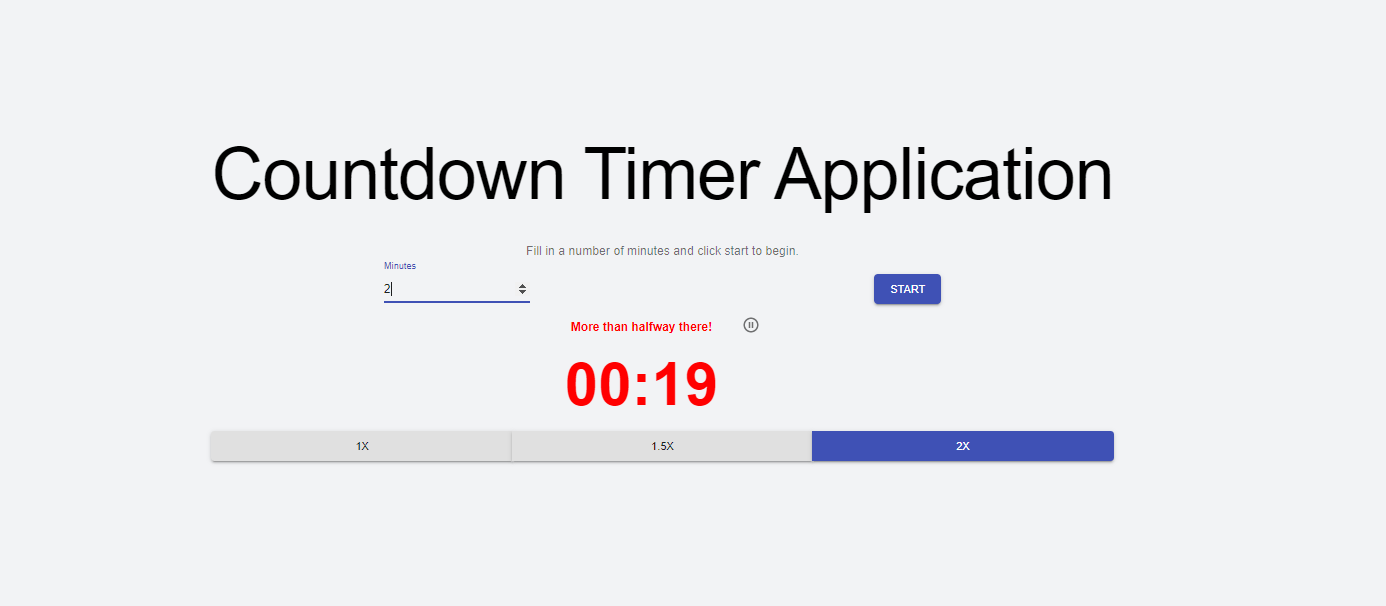 Countdown Timer Application
Fill in a number of minutes and click start to begin.
Minutes
2
START
More than halfway there!
00:19
1X
1.5X
2X